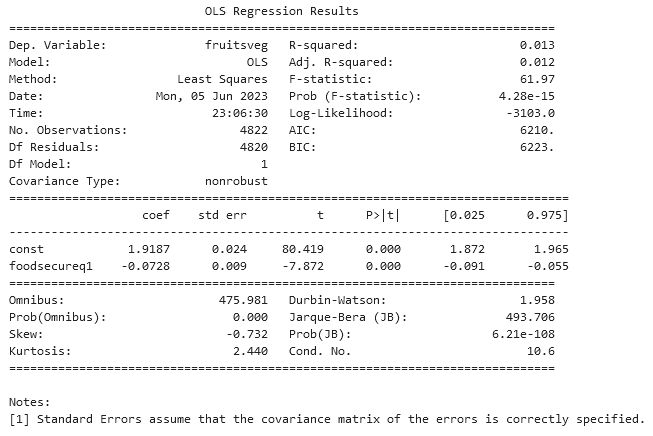 OLS Regression Results
==============================================================================
Dep. Variable:               fruitsveg   R-squared:                       0.013
Model:                             OLS   Adj. R-squared:                  0.012
Method:                  Least Squares   F-statistic:                     61.97
Date:                 Mon, 05 Jun 2023   Prob (F-statistic):           4.28e-15
Time:                         23:06:30   Log-Likelihood:                -3103.0
No. Observations:                 4822   AIC:                             6210.
Df Residuals:                     4820   BIC:                             6223.
Df Model:                            1
Covariance Type:             nonrobust
================================================================================
                   coef    std err          t      P>|t|      [0.025      0.975]
--------------------------------------------------------------------------------
const            1.9187      0.024     80.419      0.000       1.872       1.965
foodsecureq1    -0.0728      0.009     -7.872      0.000      -0.091      -0.055
==============================================================================
Omnibus:                       475.981   Durbin-Watson:                   1.958
Prob(Omnibus):                   0.000   Jarque-Bera (JB):              493.706
Skew:                           -0.732   Prob(JB):                    6.21e-108
Kurtosis:                        2.440   Cond. No.                         10.6
==============================================================================
Notes:
[1] Standard Errors assume that the covariance matrix of the errors is correctly specified.